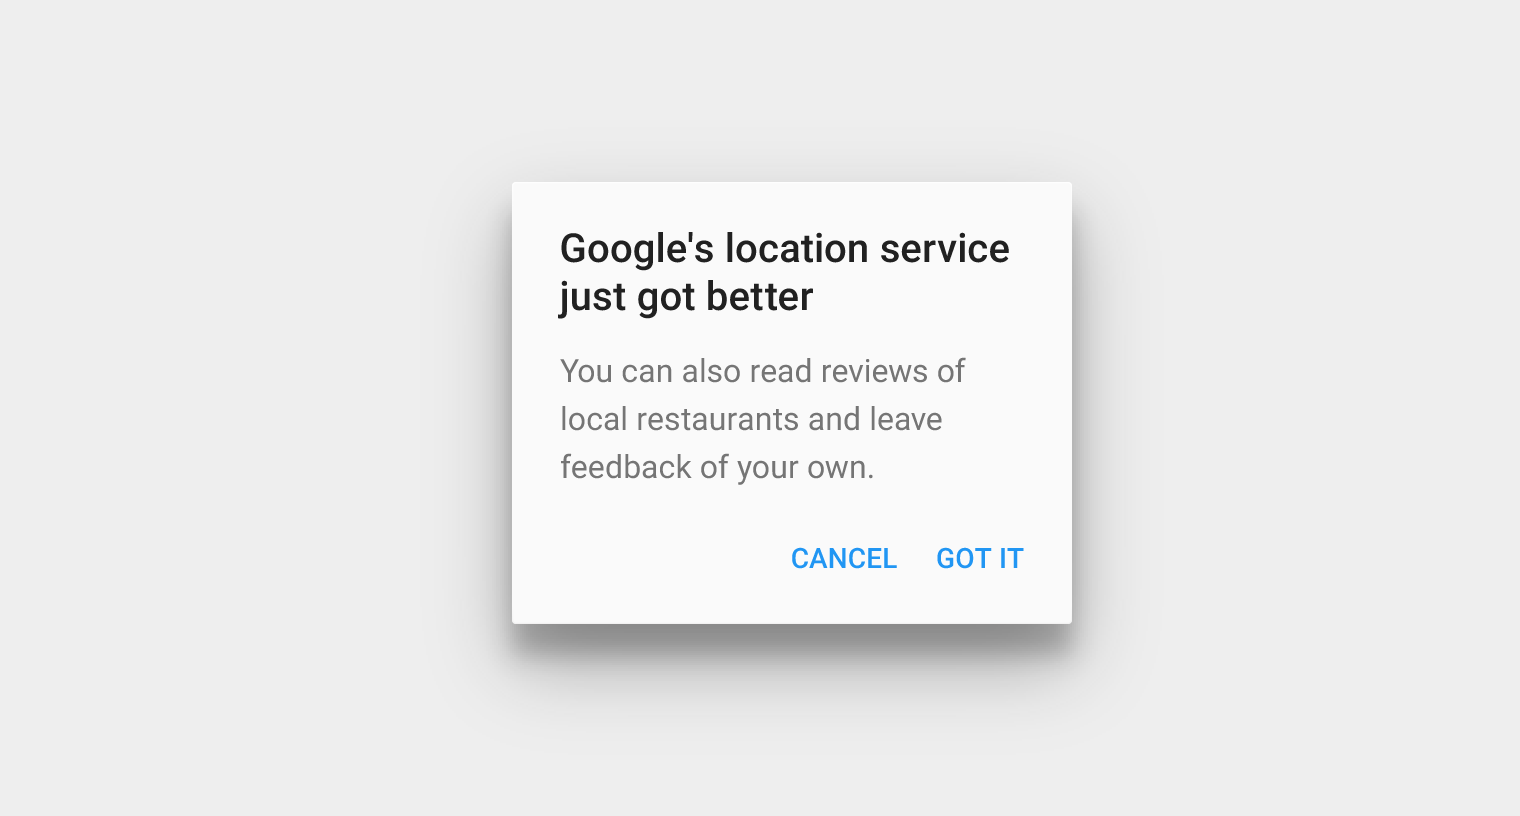 Google's location service
just got better
You can also read reviews of
local restaurants and leave
feedback of your own.
CANCEL GOT IT